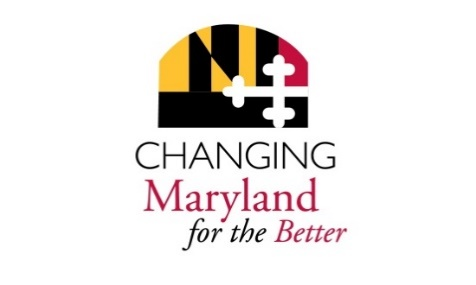 CHANGING
Maryland
for the Better